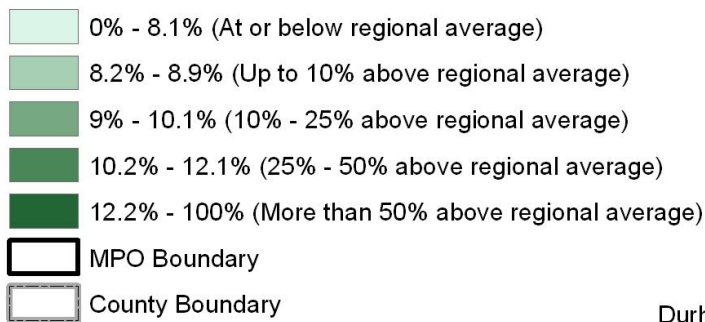 0% - 8.1% (At or below regional average)
8.2% - 8.9% (Up to 10% above regional average)
9% - 10.1% (10% - 25% above regional average)
10.2% - 12.1% (25% - 50% above regional average)
12.2% - 100% (More than 50% above regional average)
MPO Boundary
County Boundary